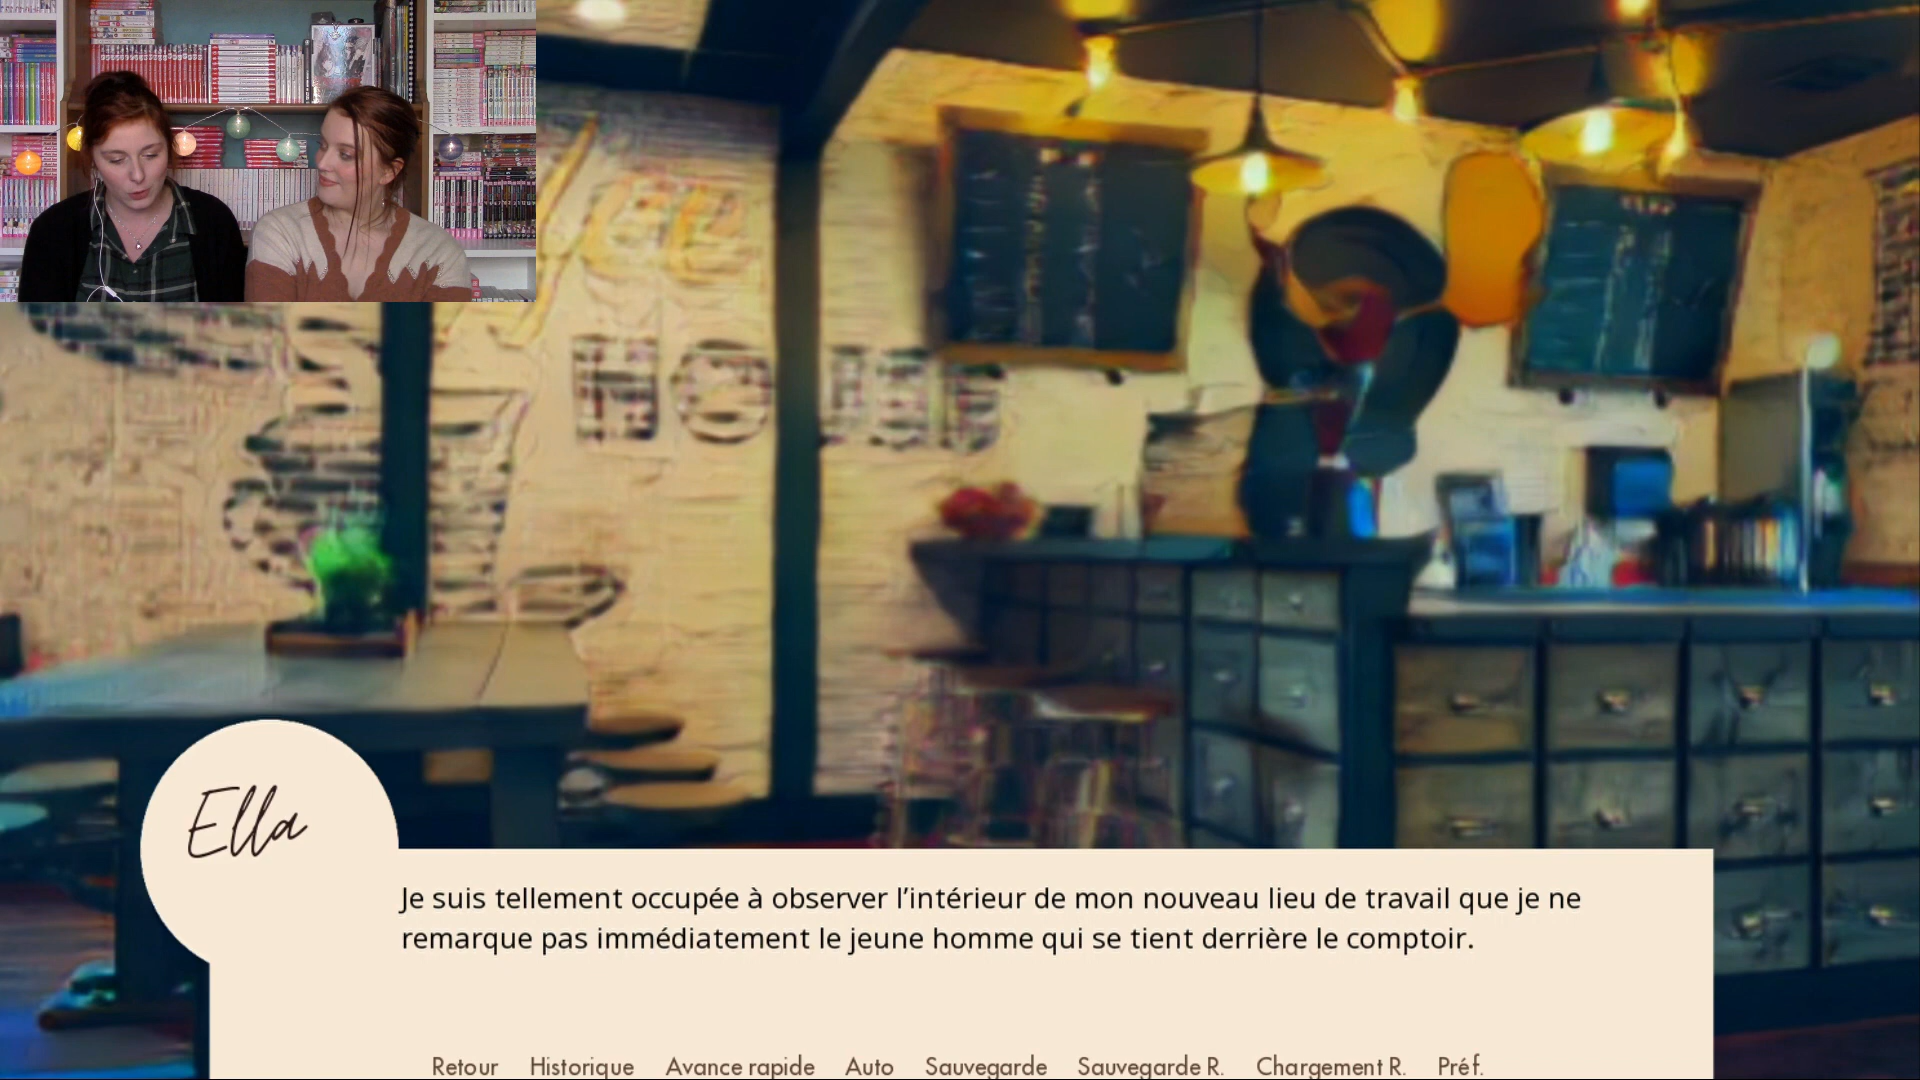 Ella
Je suis tellement occupée à observer l’intérieur de mon nouveau lieu de travail que je ne
remarque pas immédiatement le jeune homme qui se tient derrière le comptoir.
Retour Historique Avance rapide Auto Sauvegarde Sauvegarde R. Chargement R. Préf.